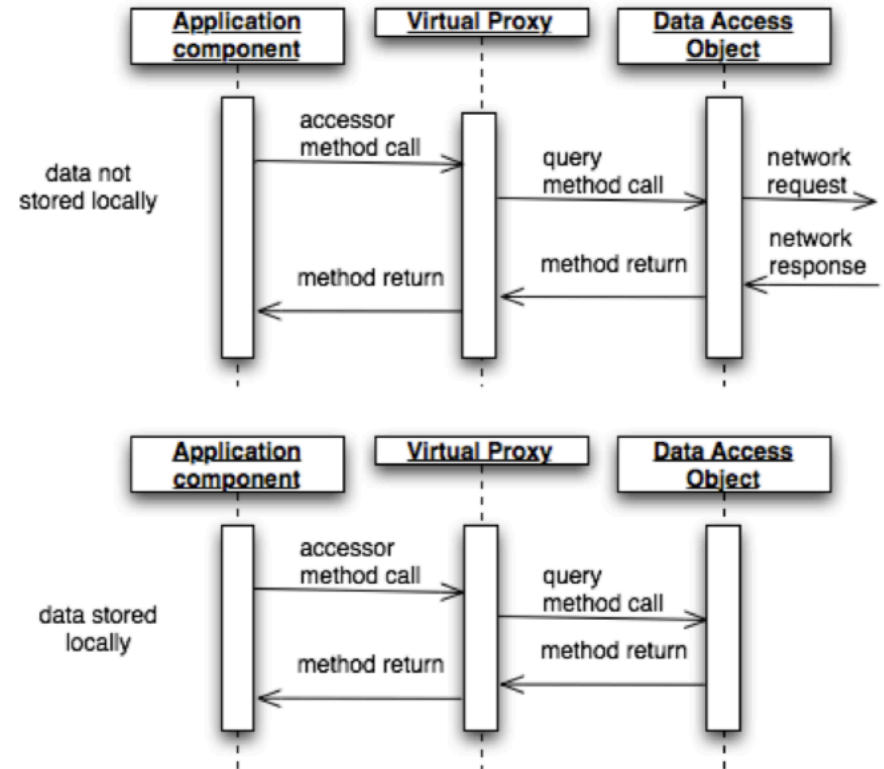 Application
component
Virtual Proxy
Data Access
Object
data not
stored locally
accessor
method call
query
method call
network
request
network
response
method return
method return
Application
component
Virtual Proxy
Data Access
Object
data stored
locally
accessor
method call
query
method call
method return
method return